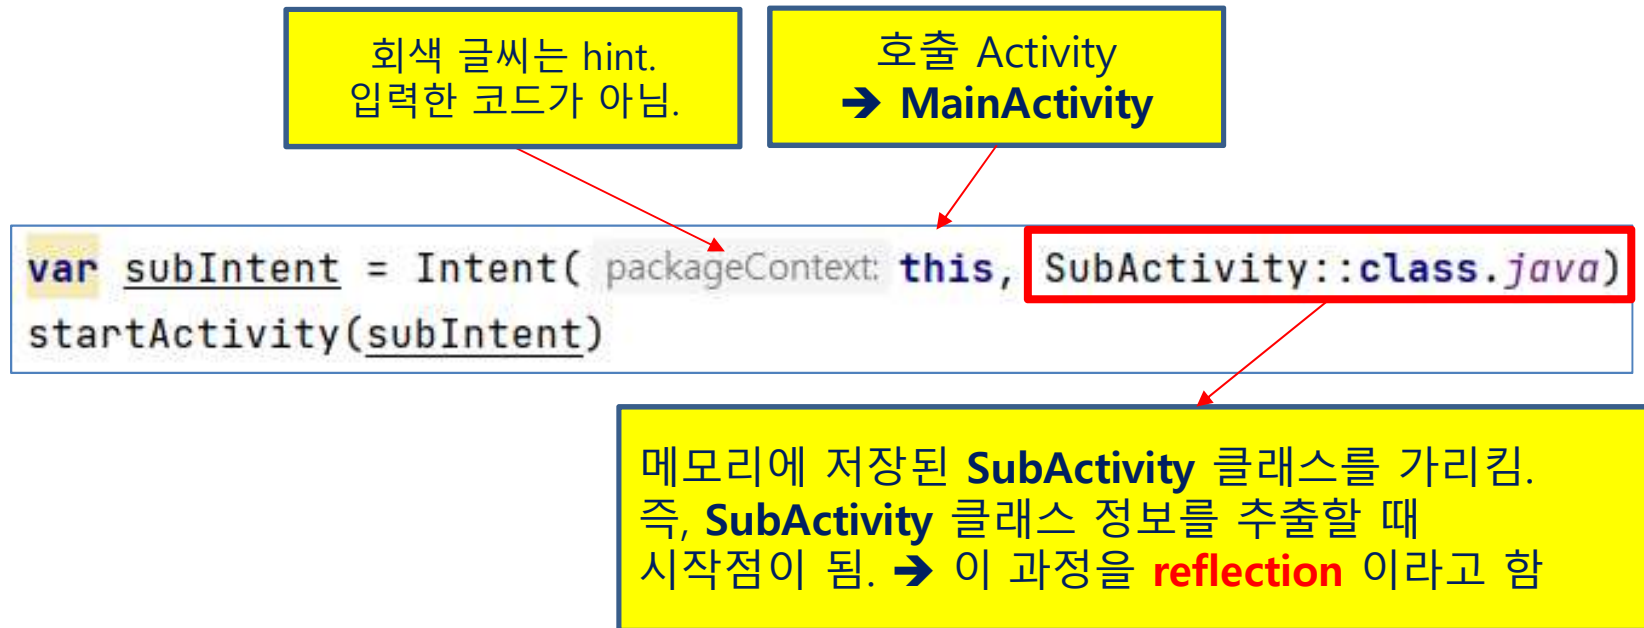 회색 글씨는 hint.
입력한 코드가 아님.
호출 Activity
➔ MainActivity
var subIntent = Intent( packageContext: this, SubActivity::class.java)
startActivity(subIntent)
메모리에 저장된 SubActivity 클래스를 가리킴.
즉, SubActivity 클래스 정보를 추출할 때
시작점이 됨. ➔ 이 과정을 reflection 이라고 함